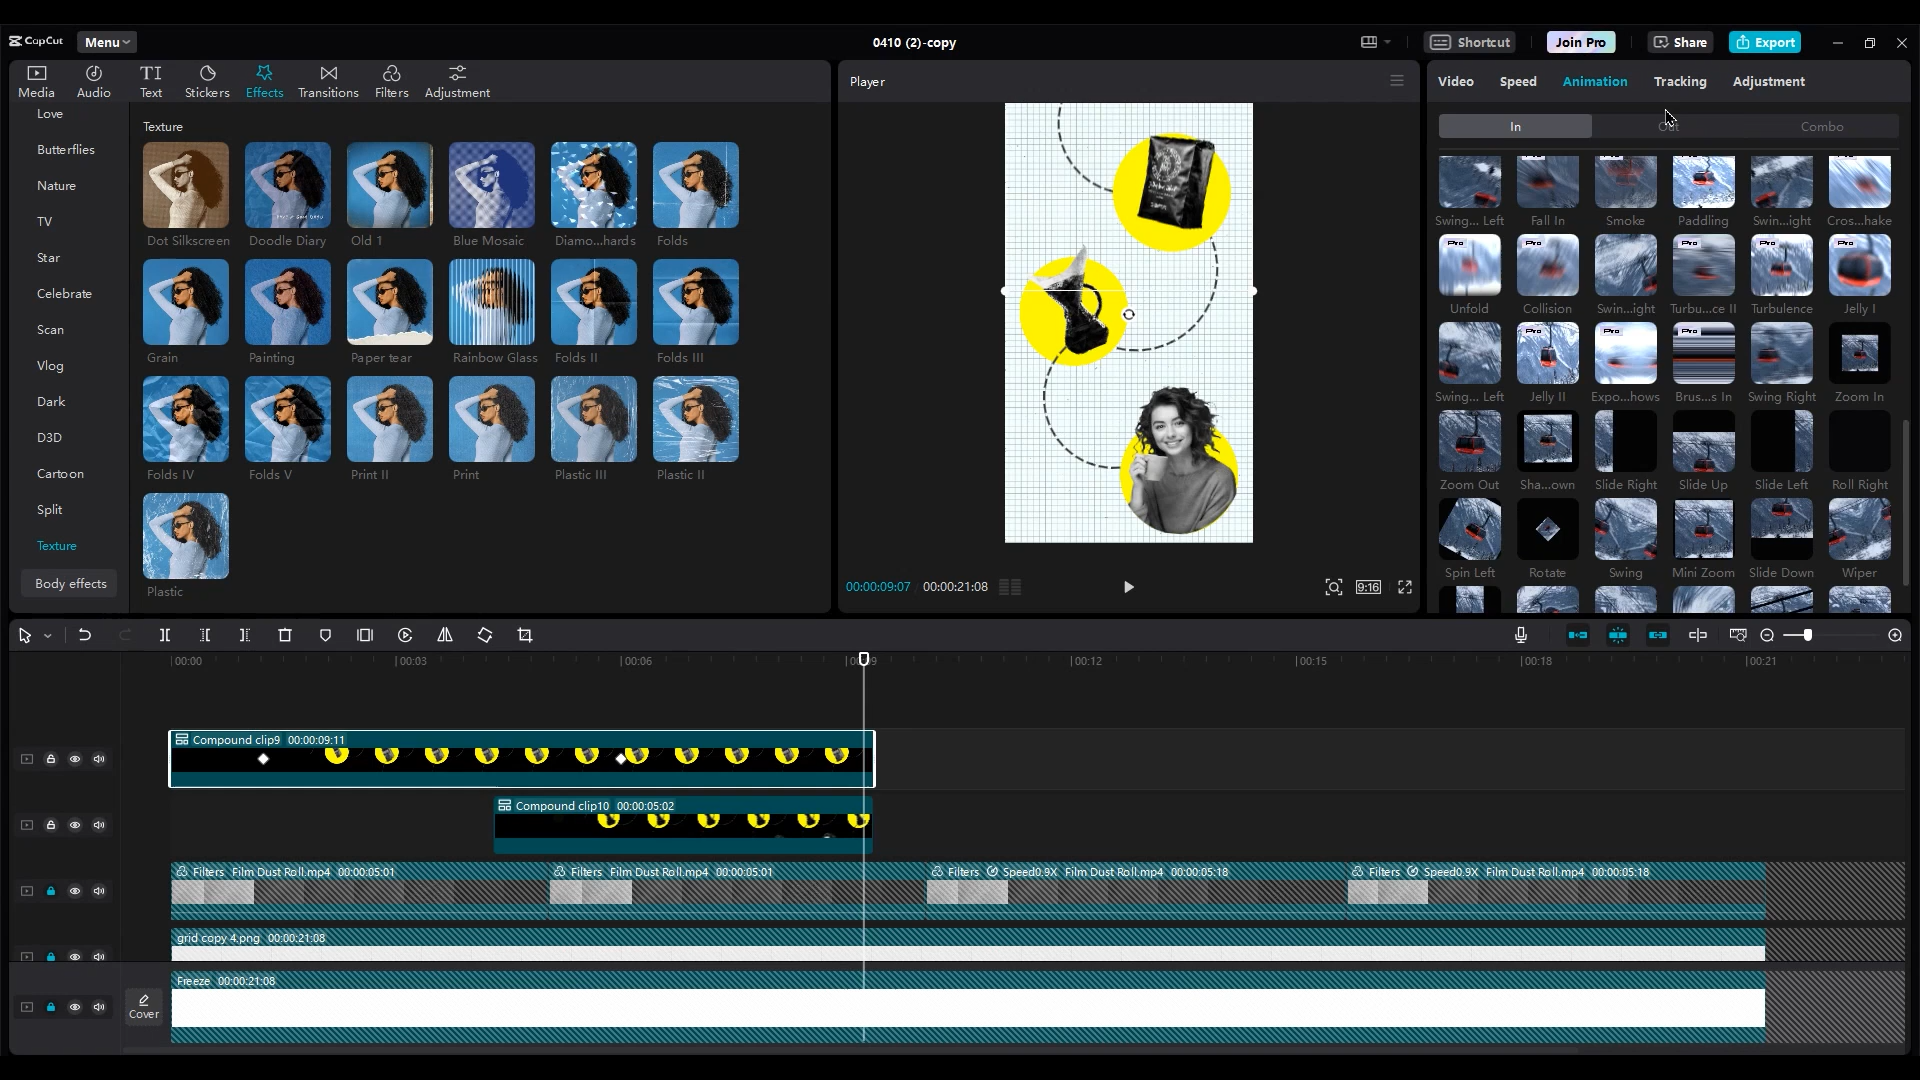 CapCut
Menu
0410 (2)-copy
Shortcut
Join Pro
Share
Export
Media
Audio
Text
Stickers
Effects
Transitions
Filters
Adjustment
Love
Butterflies
Nature
TV
Star
Celebrate
Scan
Vlog
Dark
D3D
Cartoon
Split
Texture
Body effects
Texture
Dot Silkscreen
Doodle Diary
Old 1
Blue Mosaic
Diamo...hards
Folds
Grain
Painting
Paper tear
Rainbow Glass
Folds II
Folds III
Folds IV
Folds V
Print II
Print
Plastic III
Plastic II
Plastic
Player
00:00:09:07
00:00:21:08
9:16
Video
Speed
Animation
Tracking
Adjustment
In
Out
Combo
Swing... Left
Fall In
Smoke
Paddling
Swin...ight
Cros...hake
Pro
Pro
Pro
Pro
Pro
Unfold
Collision
Swin...ight
Turbu...ce II
Turbulence
Jelly I
Pro
Pro
Pro
Swing... Left
Jelly II
Expo...hows
Brus...s In
Swing Right
Zoom In
Zoom Out
Sha...own
Slide Right
Slide Up
Slide Left
Roll Right
Spin Left
Rotate
Swing
Mini Zoom
Slide Down
Wiper
00:00
00:03
00:06
00:09
00:12
00:15
00:18
00:21
Compound clip9 00:00:09:11
Compound clip10 00:00:05:02
Filters Film Dust Roll.mp4 00:00:05:01
Filters Film Dust Roll.mp4 00:00:05:01
Filters Speed0.9X Film Dust Roll.mp4 00:00:05:18
Filters Speed0.9X Film Dust Roll.mp4 00:00:05:18
grid copy 4.png 00:00:21:08
Freeze 00:00:21:08
Cover